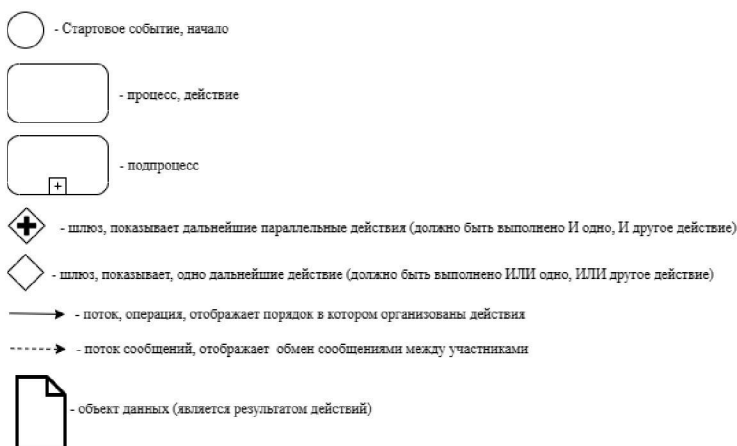 - Стартовое событие, начало
- процесс, действие
- подпроцесс
- шлюз, показывает дальнейшие параллельные действия (должно быть выполнено И одно, И другое действие)
- шлюз, показывает, одно дальнейшие действие (должно быть выполнено ИЛИ одно, ИЛИ другое действие)
- поток, операция, отображает порядок в котором организованы действия
- поток сообщений, отображает обмен сообщениями между участниками
- объект данных (является результатом действий)